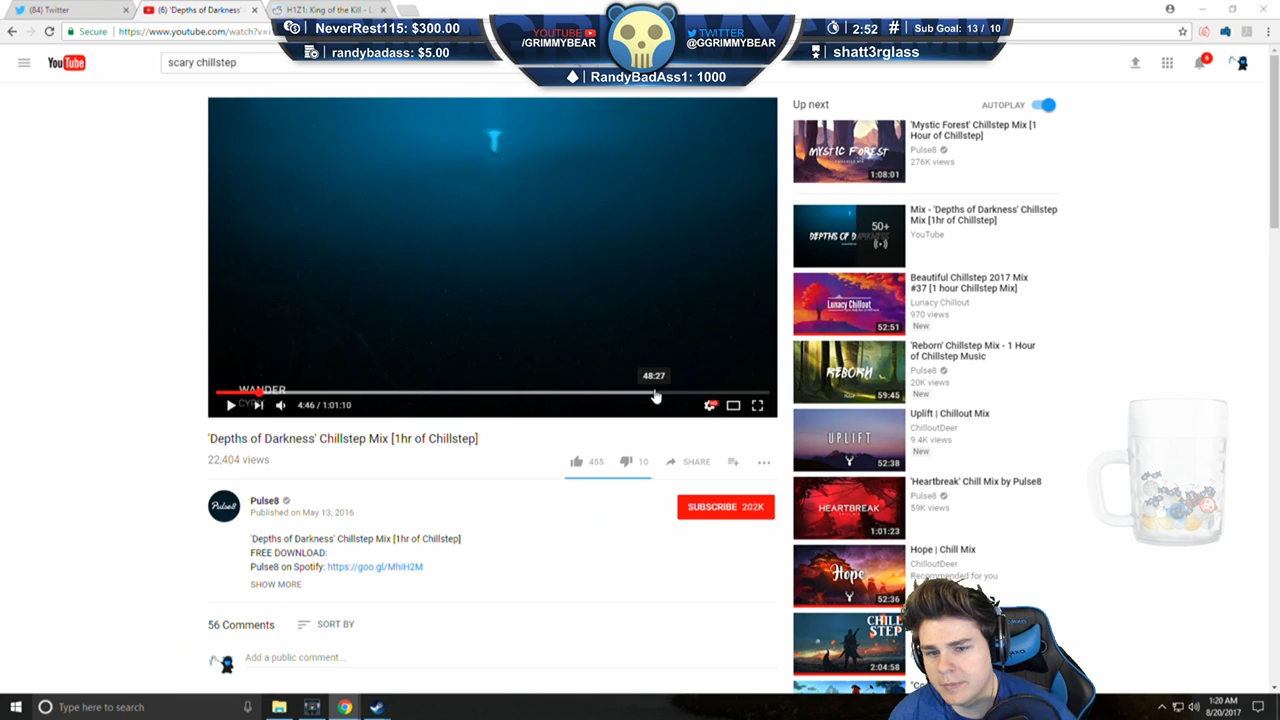 (84) Twitter
(6) 'Depths of Darkness'
H1Z1: King of the Kill - L
Secure
https://www.youtube.com/watch?v=
NeverRest115: $300.00
randybadass: $5.00
YOUTUBE
/GRIMMYBEAR
TWITTER
@GGRIMMYBEAR
RandyBadAss1: 1000
2:52 # Sub Goal: 13 / 10
shatt3rglass
YouTube
scary chillstep
6
WANDER
48:27
4:46 / 1:01:10
'Depths of Darkness' Chillstep Mix [1hr of Chillstep]
22,404 views
455
10
SHARE
Pulse8
Pulse8
Published on May 13, 2016
SUBSCRIBE 202K
'Depths of Darkness' Chillstep Mix [1hr of Chillstep]
FREE DOWNLOAD:
Pulse8 on Spotify: https://goo.gl/MhiH2M
SHOW MORE
56 Comments
SORT BY
Add a public comment...
Up next
AUTOPLAY
MYSTIC FOREST
1:08:01
'Mystic Forest' Chillstep Mix [1
Hour of Chillstep]
Pulse8
276K views
DEPTHS OF DARKNESS
50+
Mix - 'Depths of Darkness' Chillstep
Mix [1hr of Chillstep]
YouTube
Lunacy Chillout
52:51
Beautiful Chillstep 2017 Mix
#37 [1 hour Chillstep Mix]
Lunacy Chillout
970 views
New
REBORN
59:45
'Reborn' Chillstep Mix - 1 Hour
of Chillstep Music
Pulse8
20K views
New
UPLIFT
52:38
Uplift | Chillout Mix
ChilloutDeer
9.4K views
New
HEARTBREAK
1:01:23
'Heartbreak' Chill Mix by Pulse8
Pulse8
59K views
Hope
52:36
Hope | Chill Mix
ChilloutDeer
Recommended for you
CHILL
STEP
2:04:58
Type here to search
1:20 AM
8/20/2017